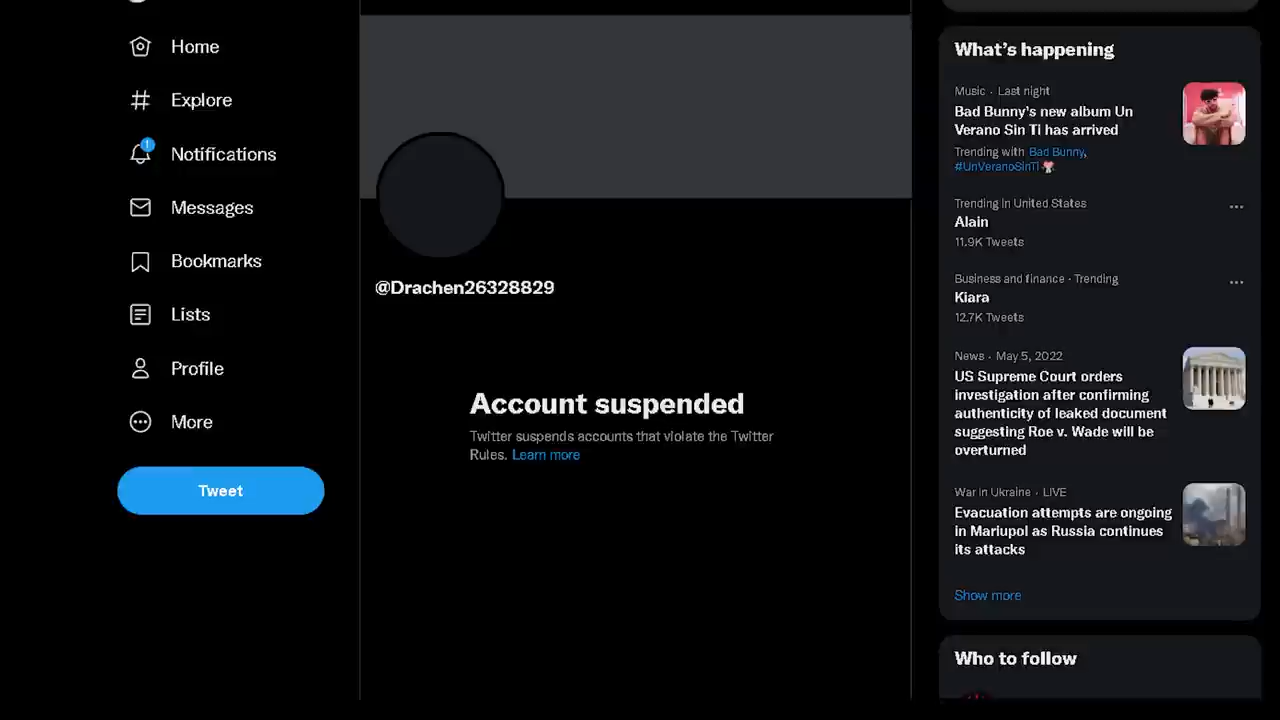 Home
Explore
1
Notifications
Messages
Bookmarks
Lists
Profile
More
Tweet
@Drachen26328829
Account suspended
Twitter suspends accounts that violate the Twitter
Rules. Learn more
What's happening
Music · Last night
Bad Bunny's new album Un
Verano Sin Ti has arrived
Trending with Bad Bunny,
#UnVeranoSinTi
Trending in United States
Alain
11.9K Tweets
Business and finance · Trending
Kiara
12.7K Tweets
News · May 5, 2022
US Supreme Court orders
investigation after confirming
authenticity of leaked document
suggesting Roe v. Wade will be
overturned
War in Ukraine · LIVE
Evacuation attempts are ongoing
in Mariupol as Russia continues
its attacks
Show more
Who to follow